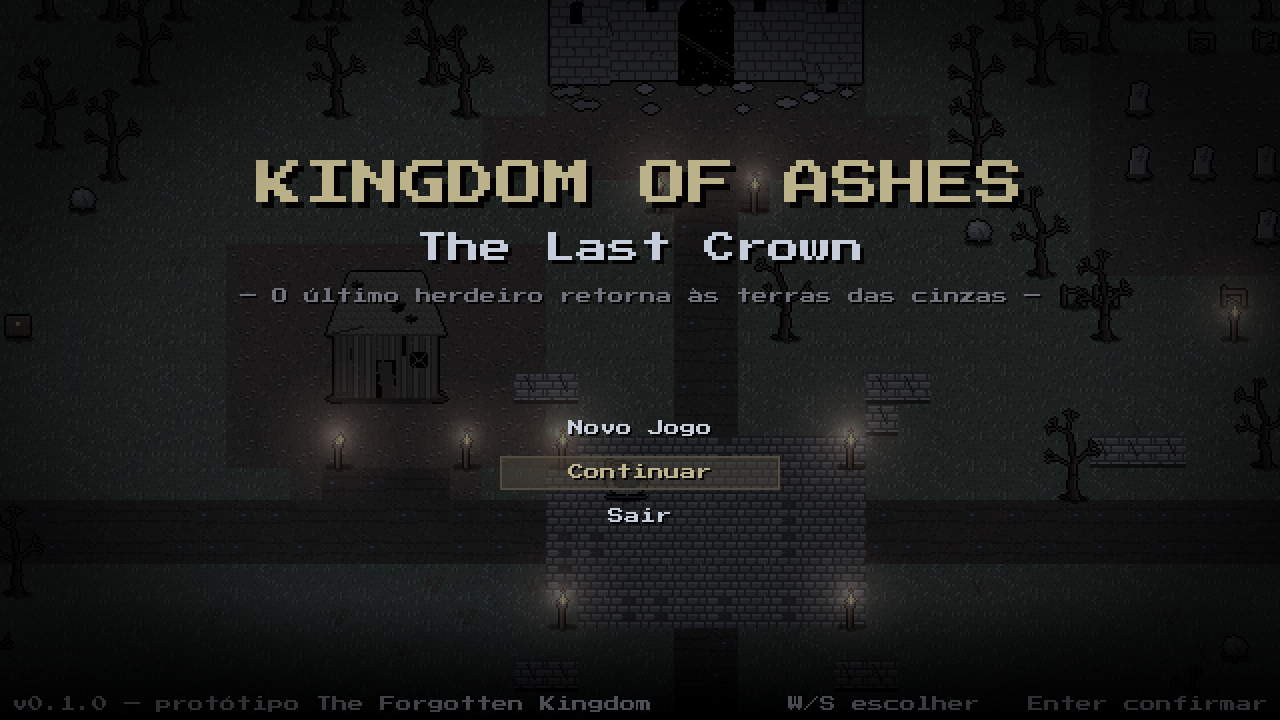 KINGDOM OF ASHES
The Last Crown
— O último herdeiro retorna às terras das cinzas —
Novo Jogo
Continuar
Sair
v0.1.0 — protótipo The Forgotten Kingdom
W/S escolher Enter confirmar